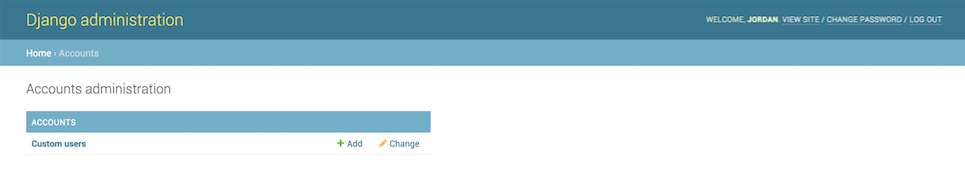 Django administration
WELCOME, JORDAN. VIEW SITE / CHANGE PASSWORD / LOG OUT
Home › Accounts
Accounts administration
ACCOUNTS
Custom users Add Change